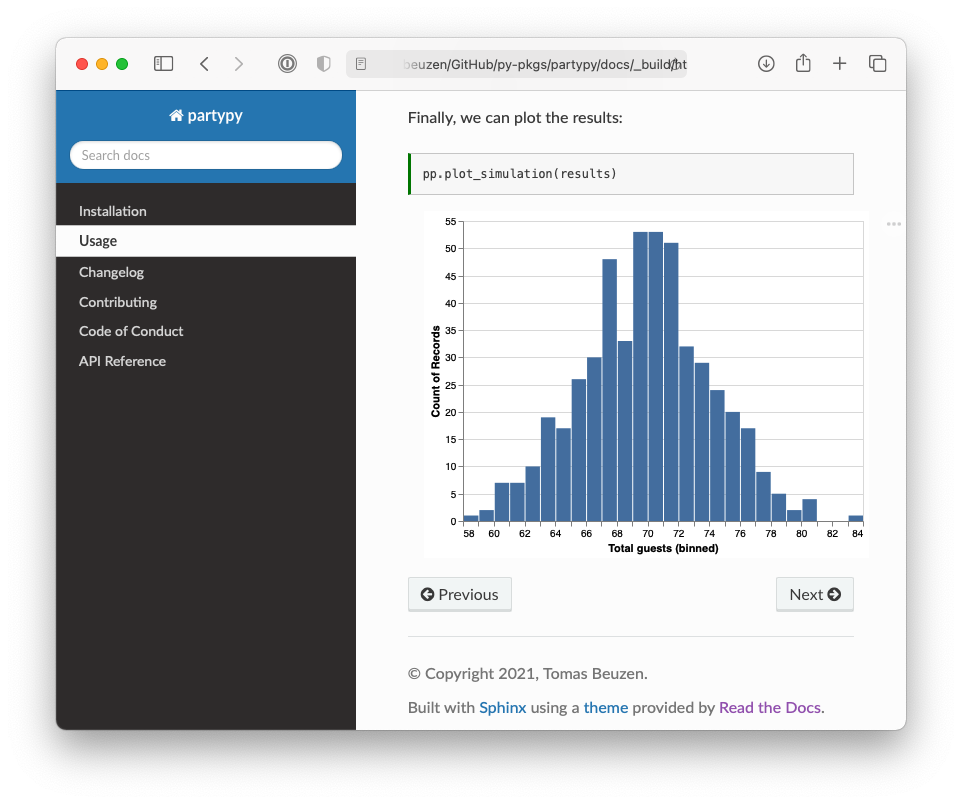 beuzen/GitHub/py-pkgs/partypy/docs/_build/ht
partypy
Search docs
Installation
Usage
Changelog
Contributing
Code of Conduct
API Reference
Finally, we can plot the results:
pp.plot_simulation(results)
55
50
45
40
35
30
25
20
15
10
5
0
Count of Records
58 60 62 64 66 68 70 72 74 76 78 80 82 84
Total guests (binned)
Previous
Next
© Copyright 2021, Tomas Beuzen.
Built with Sphinx using a theme provided by Read the Docs.